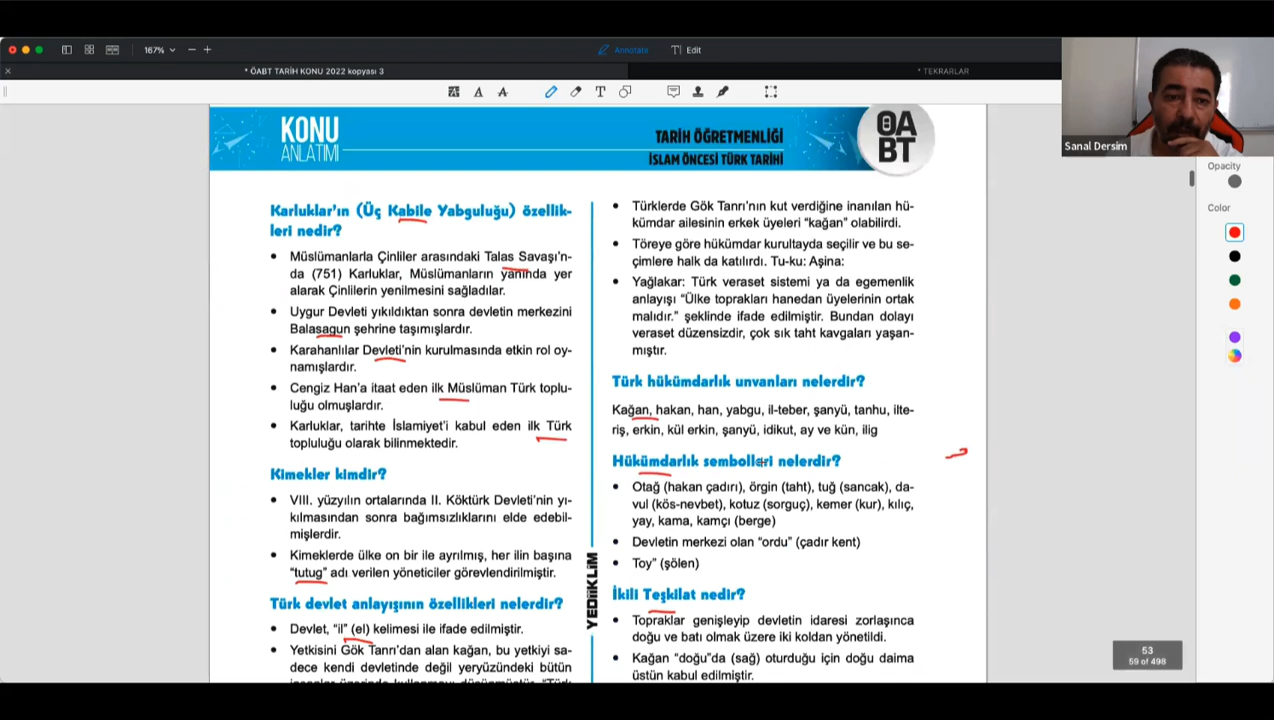 167%
Annotate
Edit
* ÖABT TARİH KONU 2022 kopyası 3
* TEKRARLAR
Sanal Dersim
Opacity
Color
KONU
ANLATIMI
TARİH ÖĞRETMENLİĞİ
İSLAM ÖNCESİ TÜRK TARİHİ
ÖA
BT
Karluklar’ın (Üç Kabile Yabguluğu) özellik-
leri nedir?
• Müslümanlarla Çinliler arasındaki Talas Savaşı’n-
da (751) Karluklar, Müslümanların yanında yer
alarak Çinlilerin yenilmesini sağladılar.
• Uygur Devleti yıkıldıktan sonra devletin merkezini
Balasagun şehrine taşımışlardır.
• Karahanlılar Devleti’nin kurulmasında etkin rol oy-
namışlardır.
• Cengiz Han’a itaat eden ilk Müslüman Türk toplu-
luğu olmuşlardır.
• Karluklar, tarihte İslamiyet’i kabul eden ilk Türk
topluluğu olarak bilinmektedir.
Kimekler kimdir?
• VIII. yüzyılın ortalarında II. Köktürk Devleti’nin yı-
kılmasından sonra bağımsızlıklarını elde edebil-
mişlerdir.
• Kimeklerde ülke on bir ile ayrılmış, her ilin başına
“tutug” adı verilen yöneticiler görevlendirilmiştir.
Türk devlet anlayışının özellikleri nelerdir?
• Devlet, “il” (el) kelimesi ile ifade edilmiştir.
• Yetkisini Gök Tanrı’dan alan kağan, bu yetkiyi sa-
dece kendi devletinde değil yeryüzündeki bütün
YEDİİKLİM
• Türklerde Gök Tanrı’nın kut verdiğine inanılan hü-
kümdar ailesinin erkek üyeleri “kağan” olabilirdi.
• Töreye göre hükümdar kurultayda seçilir ve bu se-
çimlere halk da katılırdı. Tu-ku: Aşina:
• Yağlakar: Türk veraset sistemi ya da egemenlik
anlayışı “Ülke toprakları hanedan üyelerinin ortak
malıdır.” şeklinde ifade edilmiştir. Bundan dolayı
veraset düzensizdir, çok sık taht kavgaları yaşan-
mıştır.
Türk hükümdarlık unvanları nelerdir?
Kağan, hakan, han, yabgu, il-teber, şanyü, tanhu, ilte-
riş, erkin, kül erkin, şanyü, idikut, ay ve kün, ilig
Hükümdarlık sembolleri nelerdir?
• Otağ (hakan çadırı), örgin (taht), tuğ (sancak), da-
vul (kös-nevbet), kotuz (sorguç), kemer (kur), kılıç,
yay, kama, kamçı (berge)
• Devletin merkezi olan “ordu” (çadır kent)
• Toy” (şölen)
İkili Teşkilat nedir?
• Topraklar genişleyip devletin idaresi zorlaşınca
doğu ve batı olmak üzere iki koldan yönetildi.
• Kağan “doğu”da (sağ) oturduğu için doğu daima
üstün kabul edilmiştir.
53
59 of 498